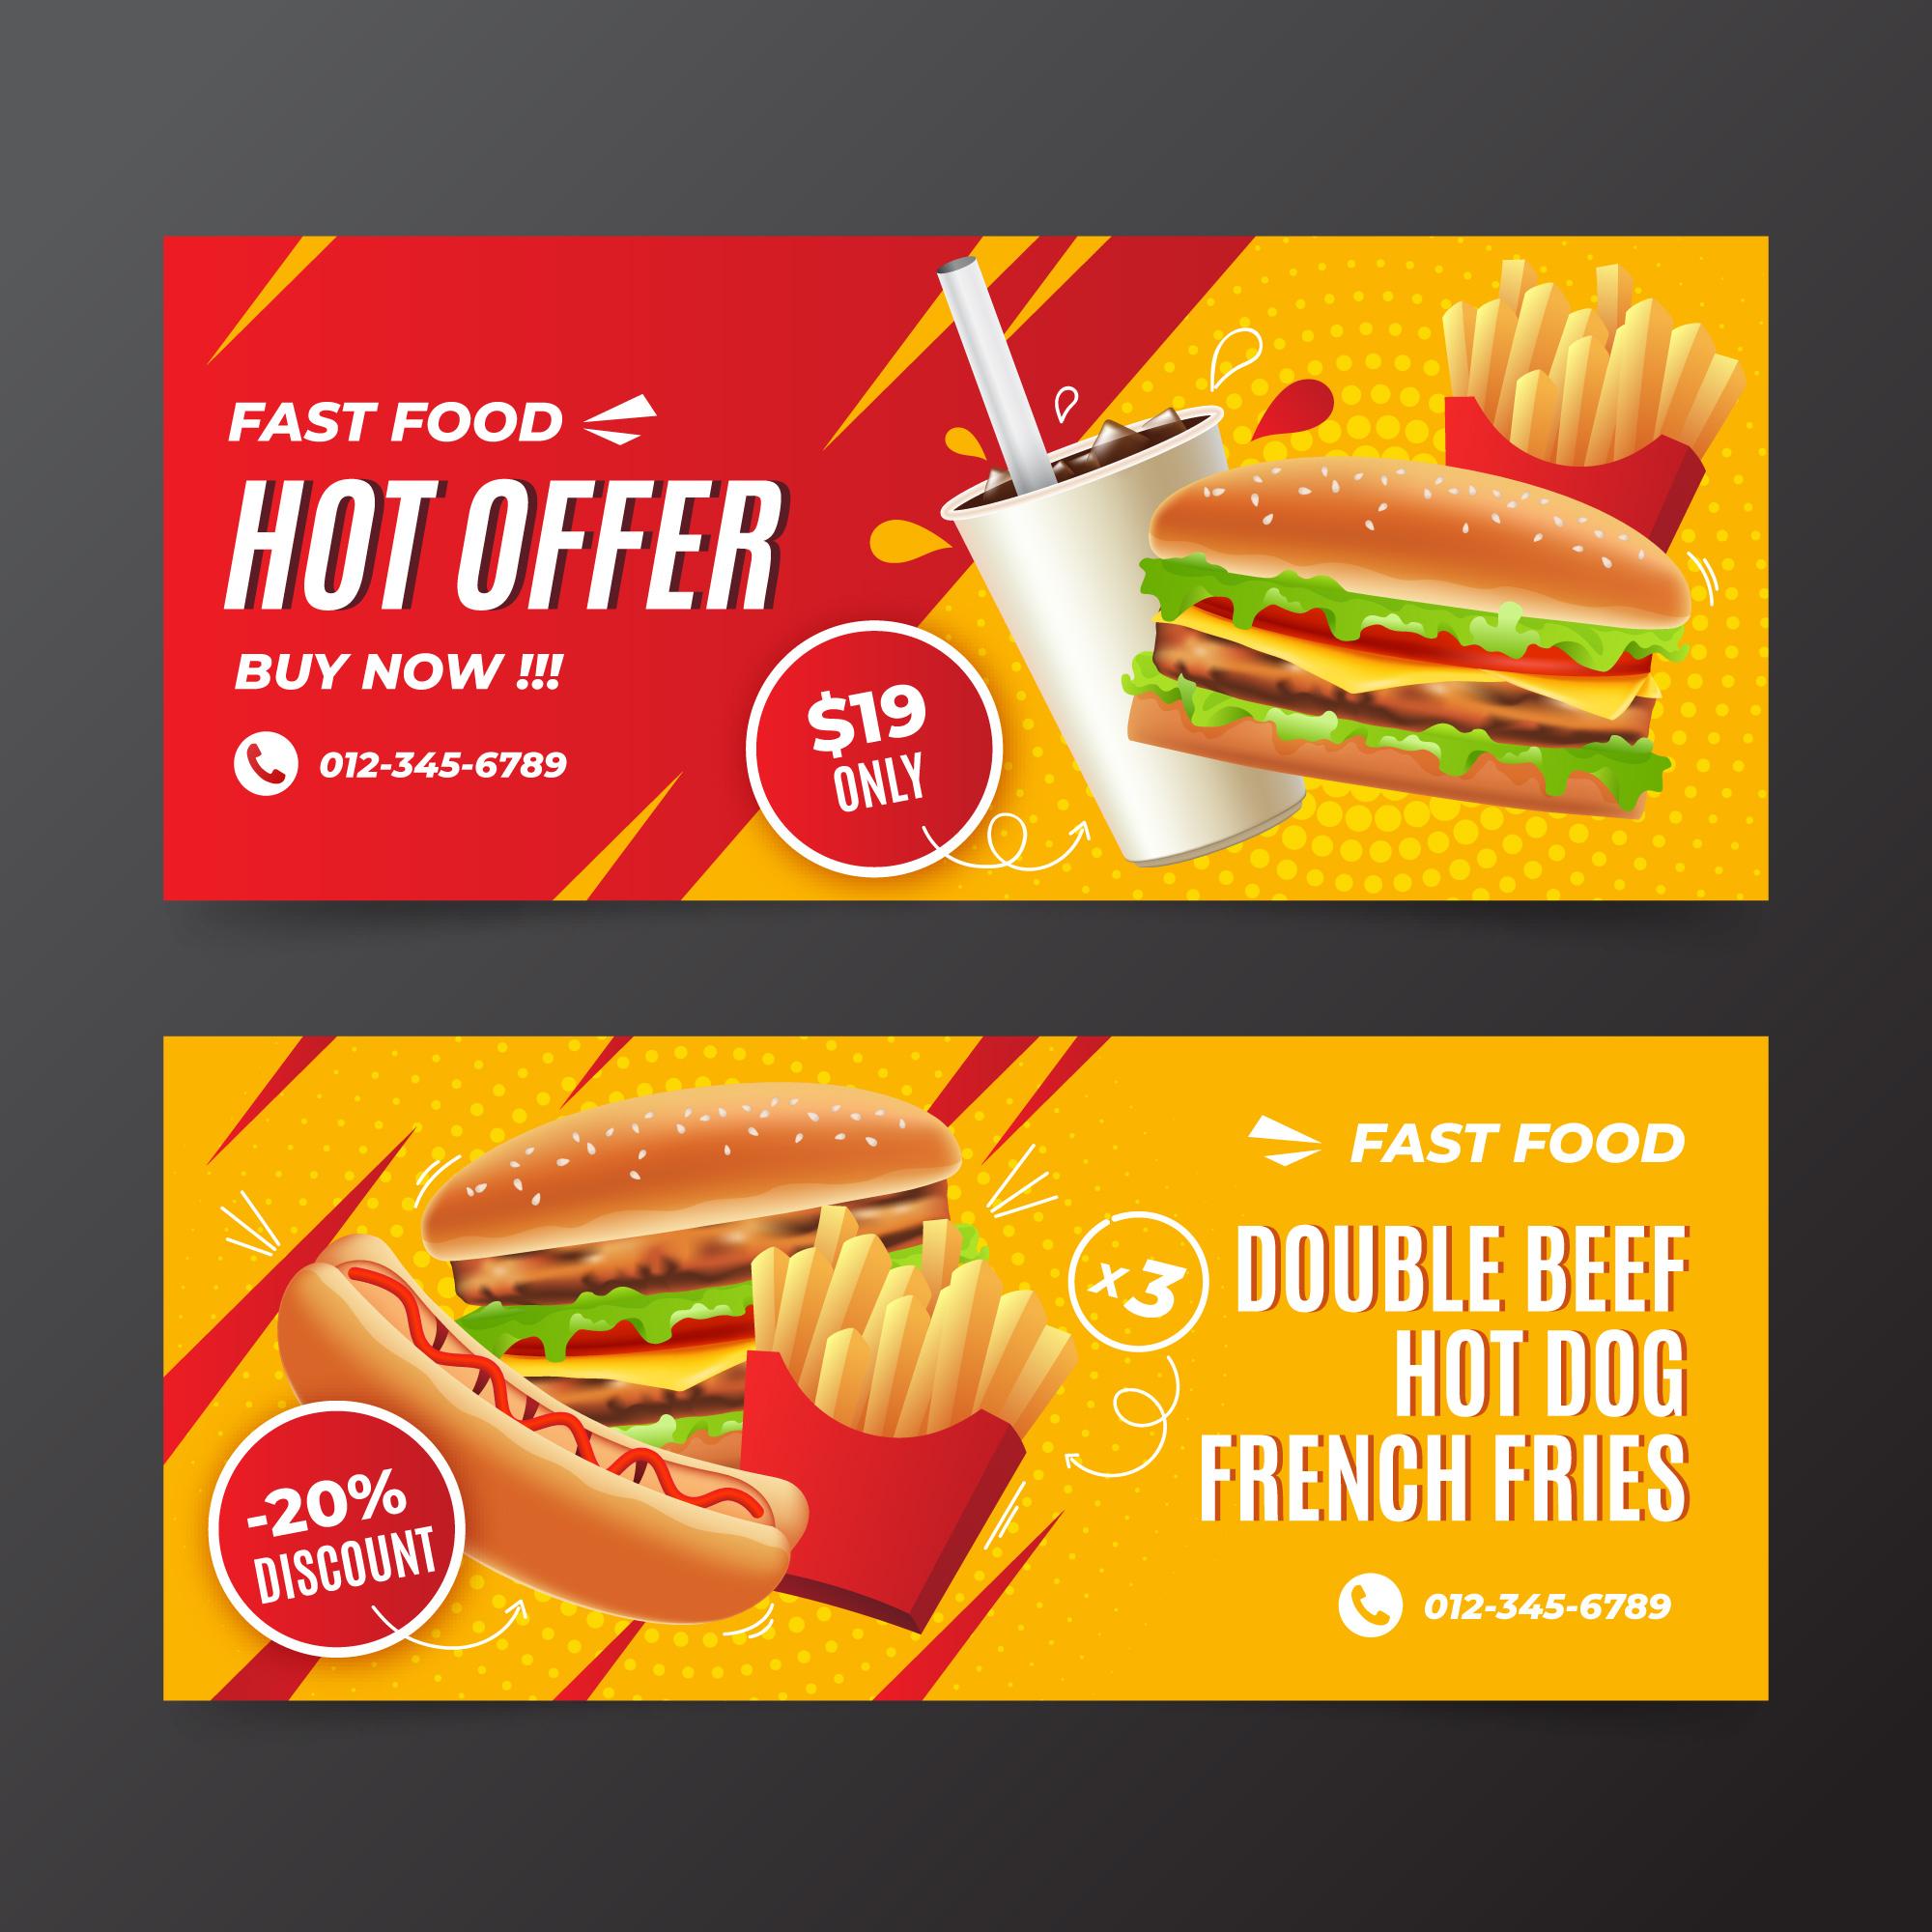 FAST FOOD
HOT OFFER
BUY NOW !!!
012-345-6789
$19
ONLY
FAST FOOD
x3
DOUBLE BEEF
HOT DOG
FRENCH FRIES
012-345-6789
-20%
DISCOUNT